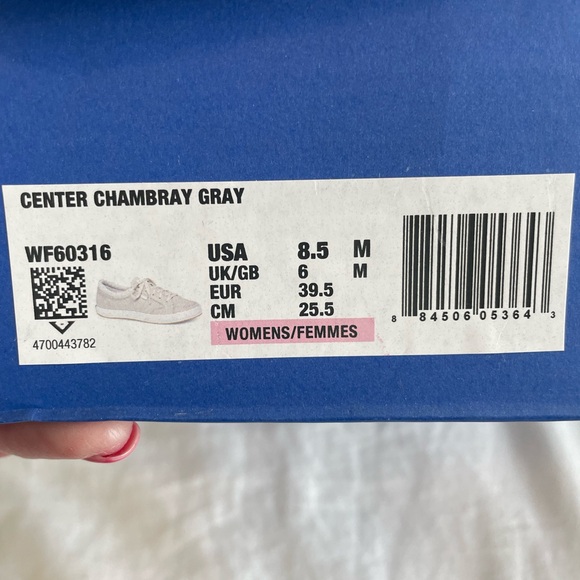 CENTER CHAMBRAY GRAY
WF60316
4700443782
USA 8.5 M
UK/GB 6 M
EUR 39.5
CM 25.5
WOMENS/FEMMES
8 84506 05364 3